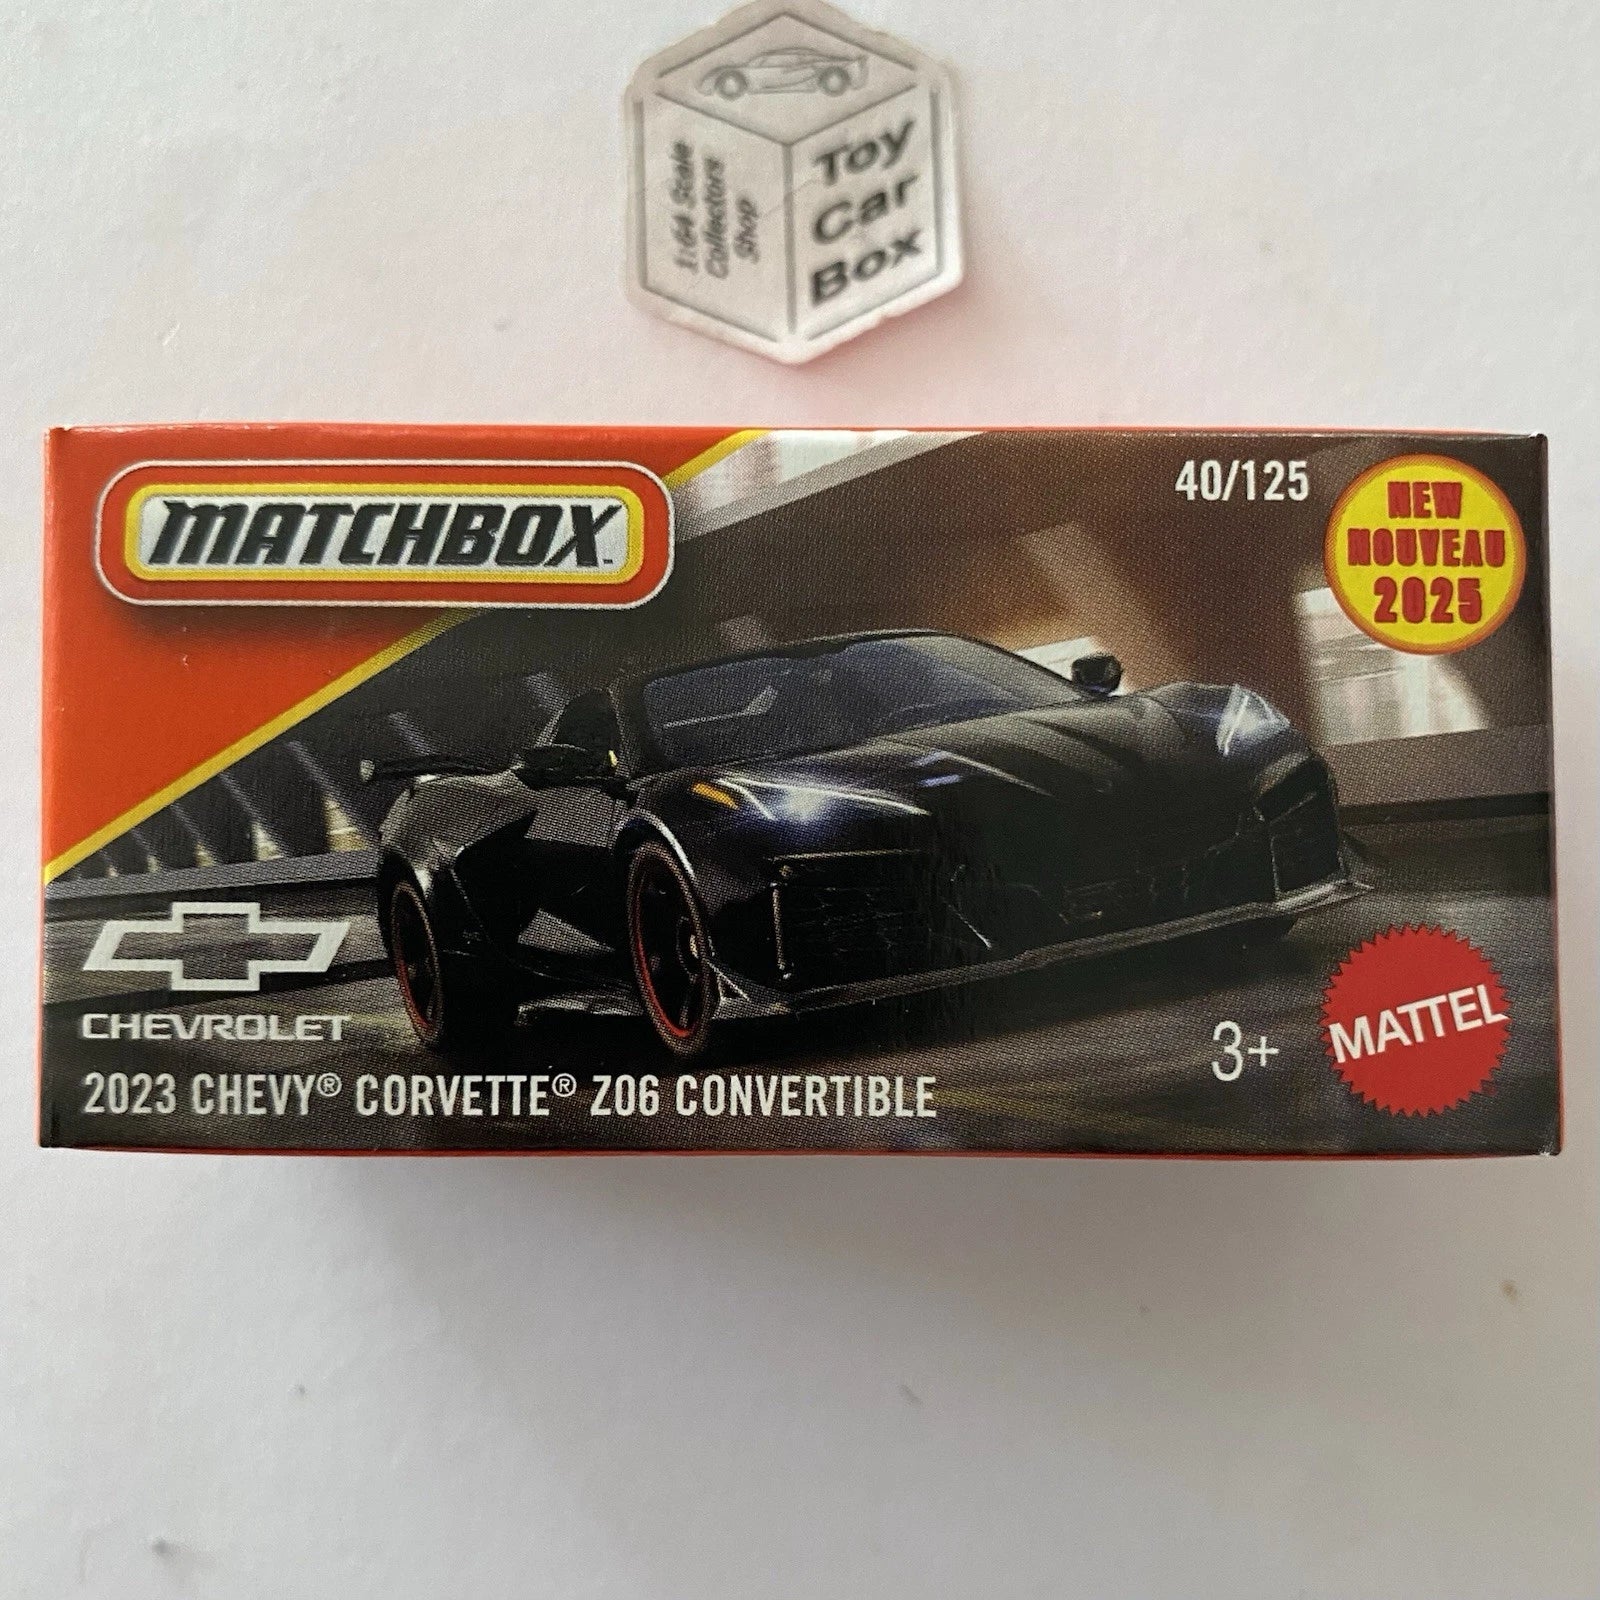 1:64 Scale
Collectors
Shop
Toy
Car
Box
MATCHBOX™
40/125
NEW
NOUVEAU
2025
CHEVROLET
2023 CHEVY® CORVETTE® Z06 CONVERTIBLE
3+
MATTEL